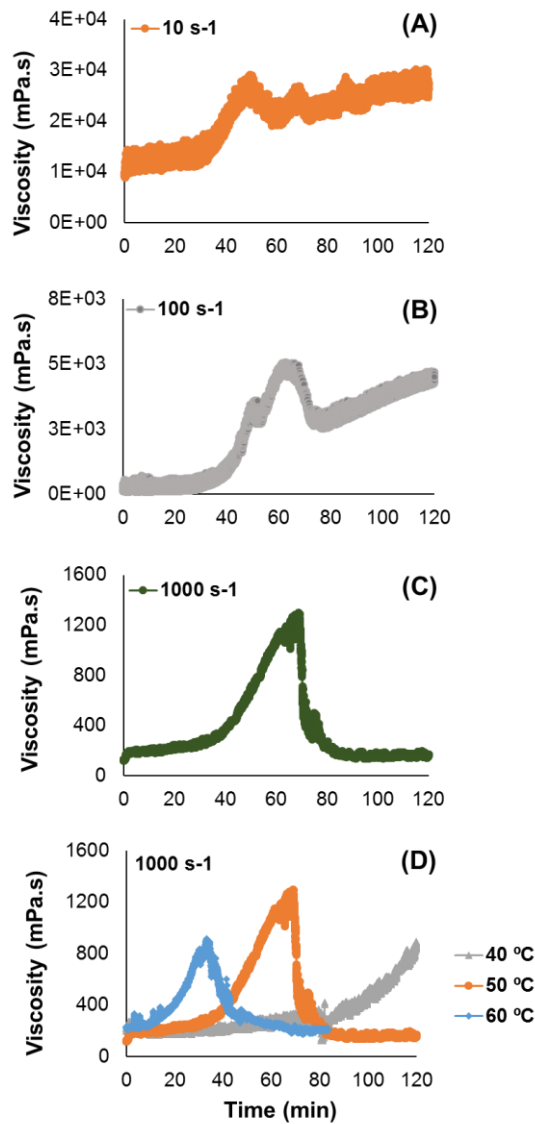 10 s-1
(A)
Viscosity (mPa.s)
4E+04
3E+04
2E+04
1E+04
0E+00
0 20 40 60 80 100 120
100 s-1
(B)
Viscosity (mPa.s)
8E+03
5E+03
3E+03
0E+00
0 20 40 60 80 100 120
1000 s-1
(C)
Viscosity (mPa.s)
1600
1200
800
400
0
0 20 40 60 80 100 120
1000 s-1
(D)
Viscosity (mPa.s)
1600
1200
800
400
0
0 20 40 60 80 100 120
Time (min)
40 ºC
50 ºC
60 ºC